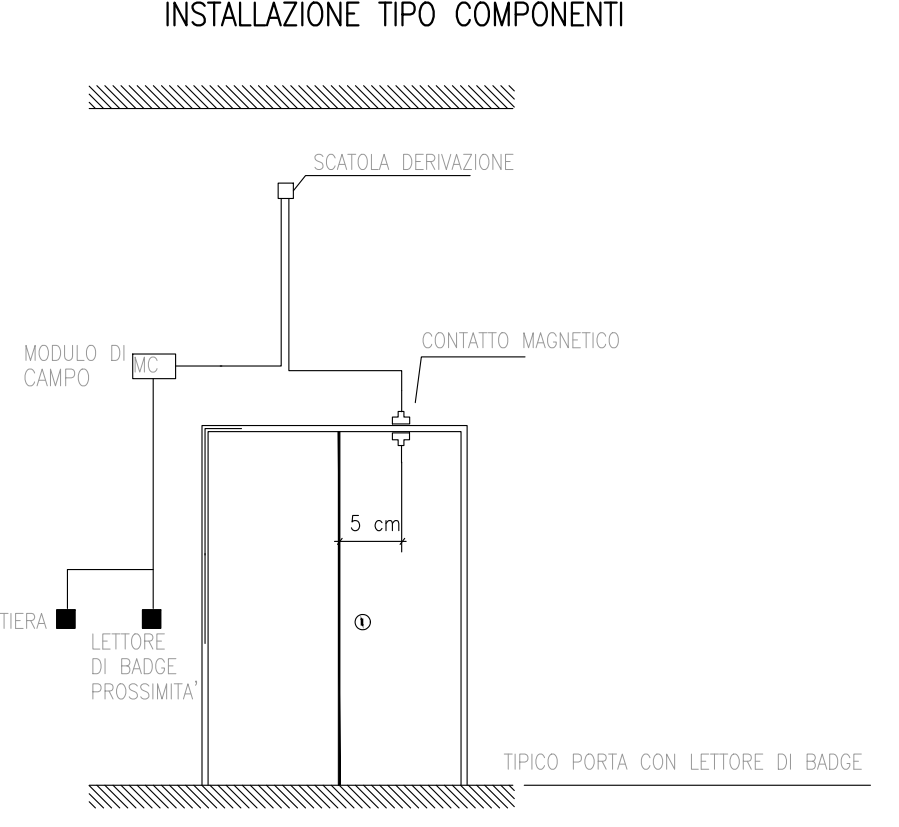 INSTALLAZIONE TIPO COMPONENTI
SCATOLA DERIVAZIONE
CONTATTO MAGNETICO
MODULO DI
CAMPO
MC
5 cm
LETTORE
DI BADGE
PROSSIMITA'
TIPICO PORTA CON LETTORE DI BADGE